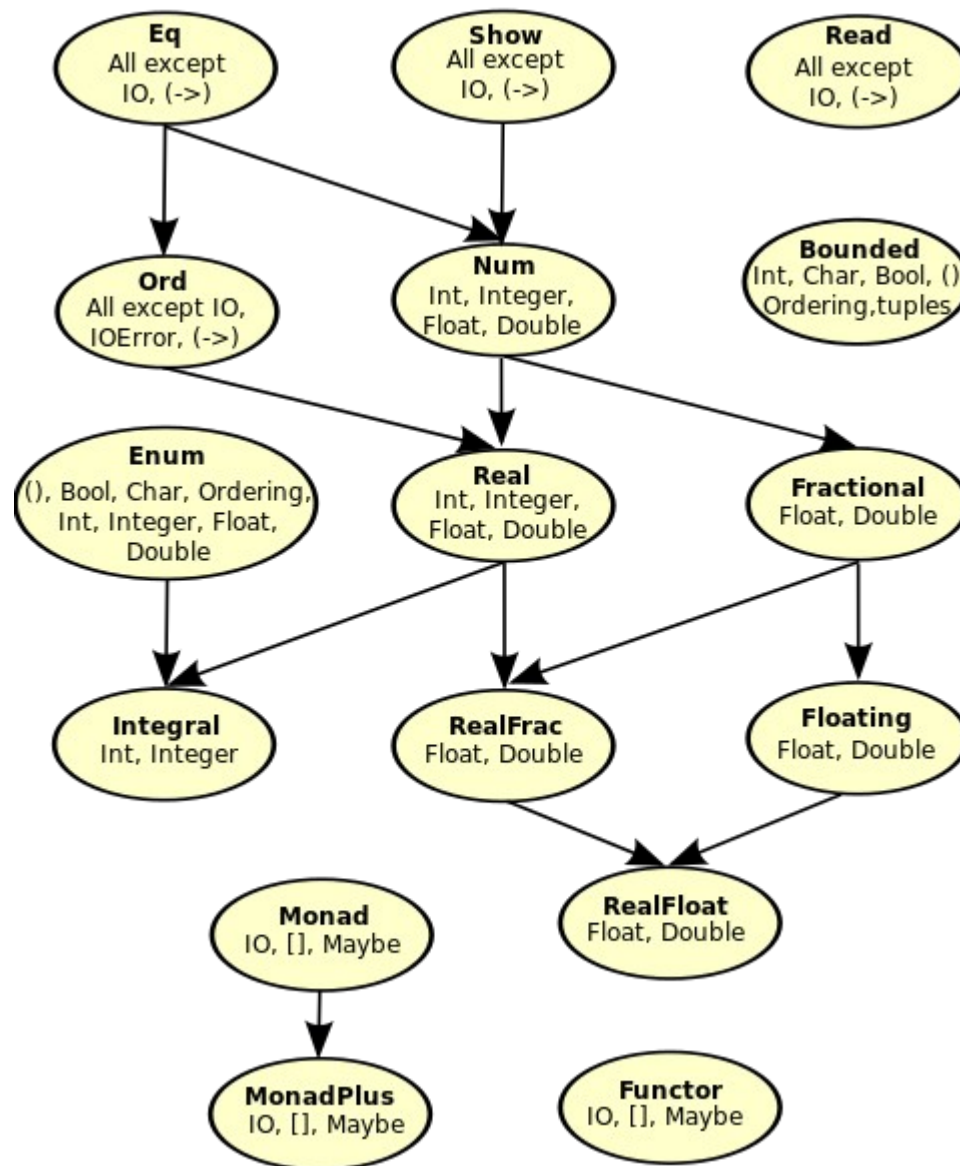 Eq
All except
IO, (->)
Show
All except
IO, (->)
Read
All except
IO, (->)
Ord
All except IO,
IOError, (->)
Num
Int, Integer,
Float, Double
Bounded
Int, Char, Bool, ()
Ordering,tuples
Enum
(), Bool, Char, Ordering,
Int, Integer, Float,
Double
Real
Int, Integer,
Float, Double
Fractional
Float, Double
Integral
Int, Integer
RealFrac
Float, Double
Floating
Float, Double
RealFloat
Float, Double
Monad
IO, [], Maybe
MonadPlus
IO, [], Maybe
Functor
IO, [], Maybe